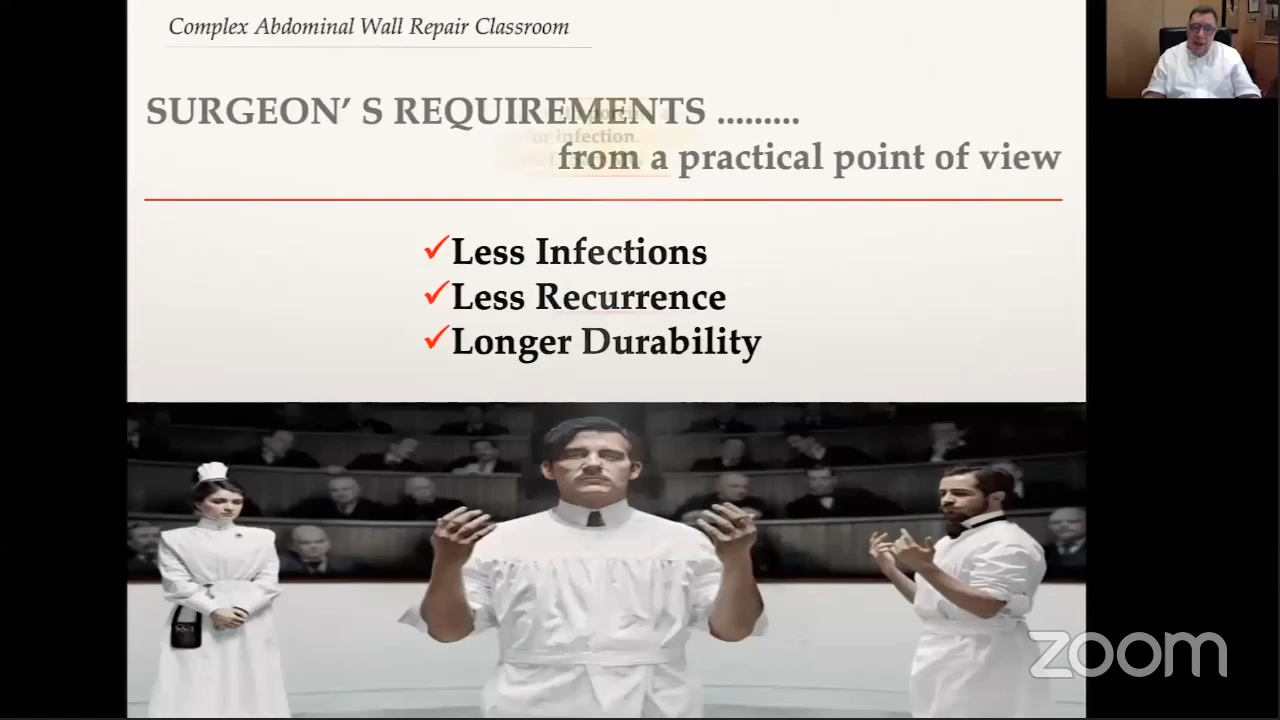 Complex Abdominal Wall Repair Classroom
SURGEON’ S REQUIREMENTS .........
infection.
from a practical point of view
✓Less Infections
✓Less Recurrence
✓Longer Durability
zoom